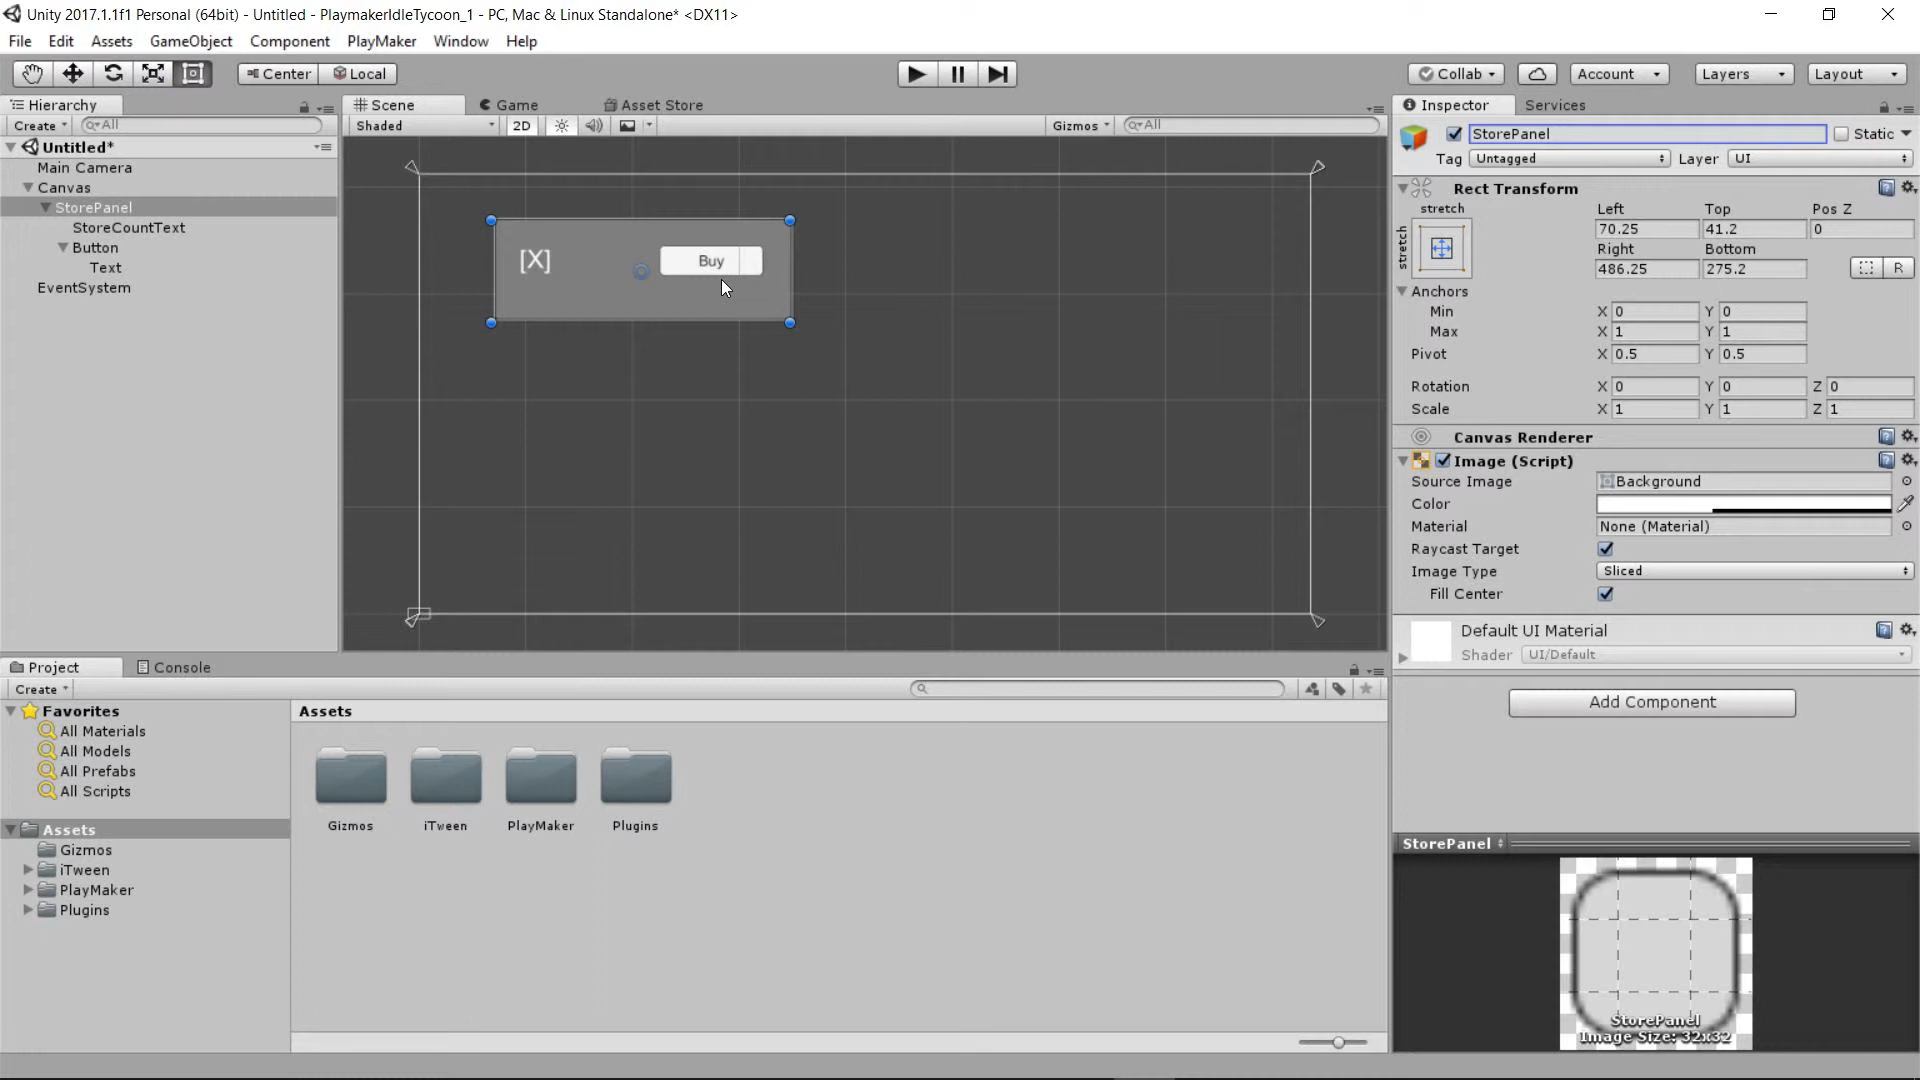 Unity 2017.1.1f1 Personal (64bit) - Untitled - PlaymakerIdleTycoon_1 - PC, Mac & Linux Standalone* <DX11>
File Edit Assets GameObject Component PlayMaker Window Help
Center Local Collab Account Layers Layout
Hierarchy
Create All
Untitled*
Main Camera
Canvas
StorePanel
StoreCountText
Button
Text
EventSystem
Scene Game Asset Store
Shaded 2D Gizmos All
[X] Buy
Inspector Services
StorePanel Static
Tag Untagged Layer UI
Rect Transform
stretch Left Top Pos Z
stretch
70.25 41.2 0
Right Bottom
486.25 275.2 R
Anchors
Min X 0 Y 0
Max X 1 Y 1
Pivot X 0.5 Y 0.5
Rotation X 0 Y 0 Z 0
Scale X 1 Y 1 Z 1
Canvas Renderer
Image (Script)
Source Image Background
Color
Material None (Material)
Raycast Target
Image Type Sliced
Fill Center
Default UI Material
Shader UI/Default
Add Component
StorePanel
StorePanel
Image Size: 32x32
Project Console
Create
Favorites
All Materials
All Models
All Prefabs
All Scripts
Assets
Gizmos
iTween
PlayMaker
Plugins
Assets
Gizmos iTween PlayMaker Plugins